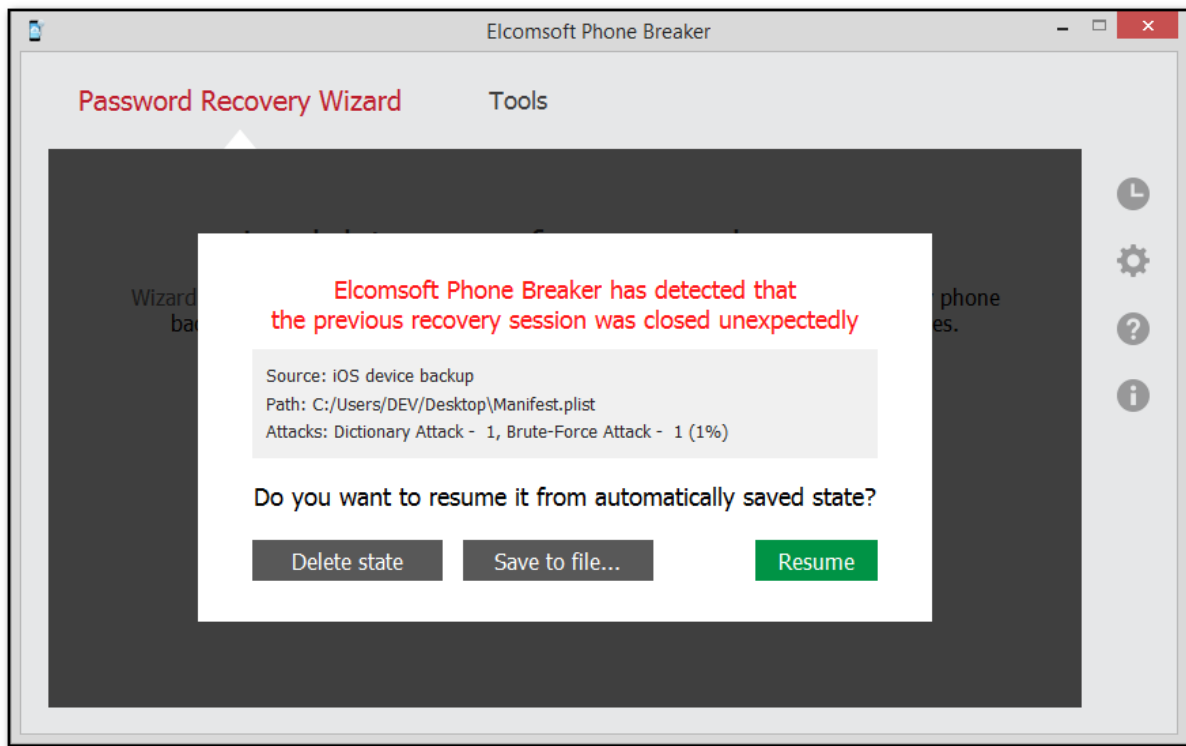 Elcomsoft Phone Breaker
Password Recovery Wizard Tools
Elcomsoft Phone Breaker has detected that
the previous recovery session was closed unexpectedly
Wizard phone
es.
Source: iOS device backup
Path: C:/Users/DEV/Desktop\Manifest.plist
Attacks: Dictionary Attack - 1, Brute-Force Attack - 1 (1%)
Do you want to resume it from automatically saved state?
Delete state Save to file... Resume